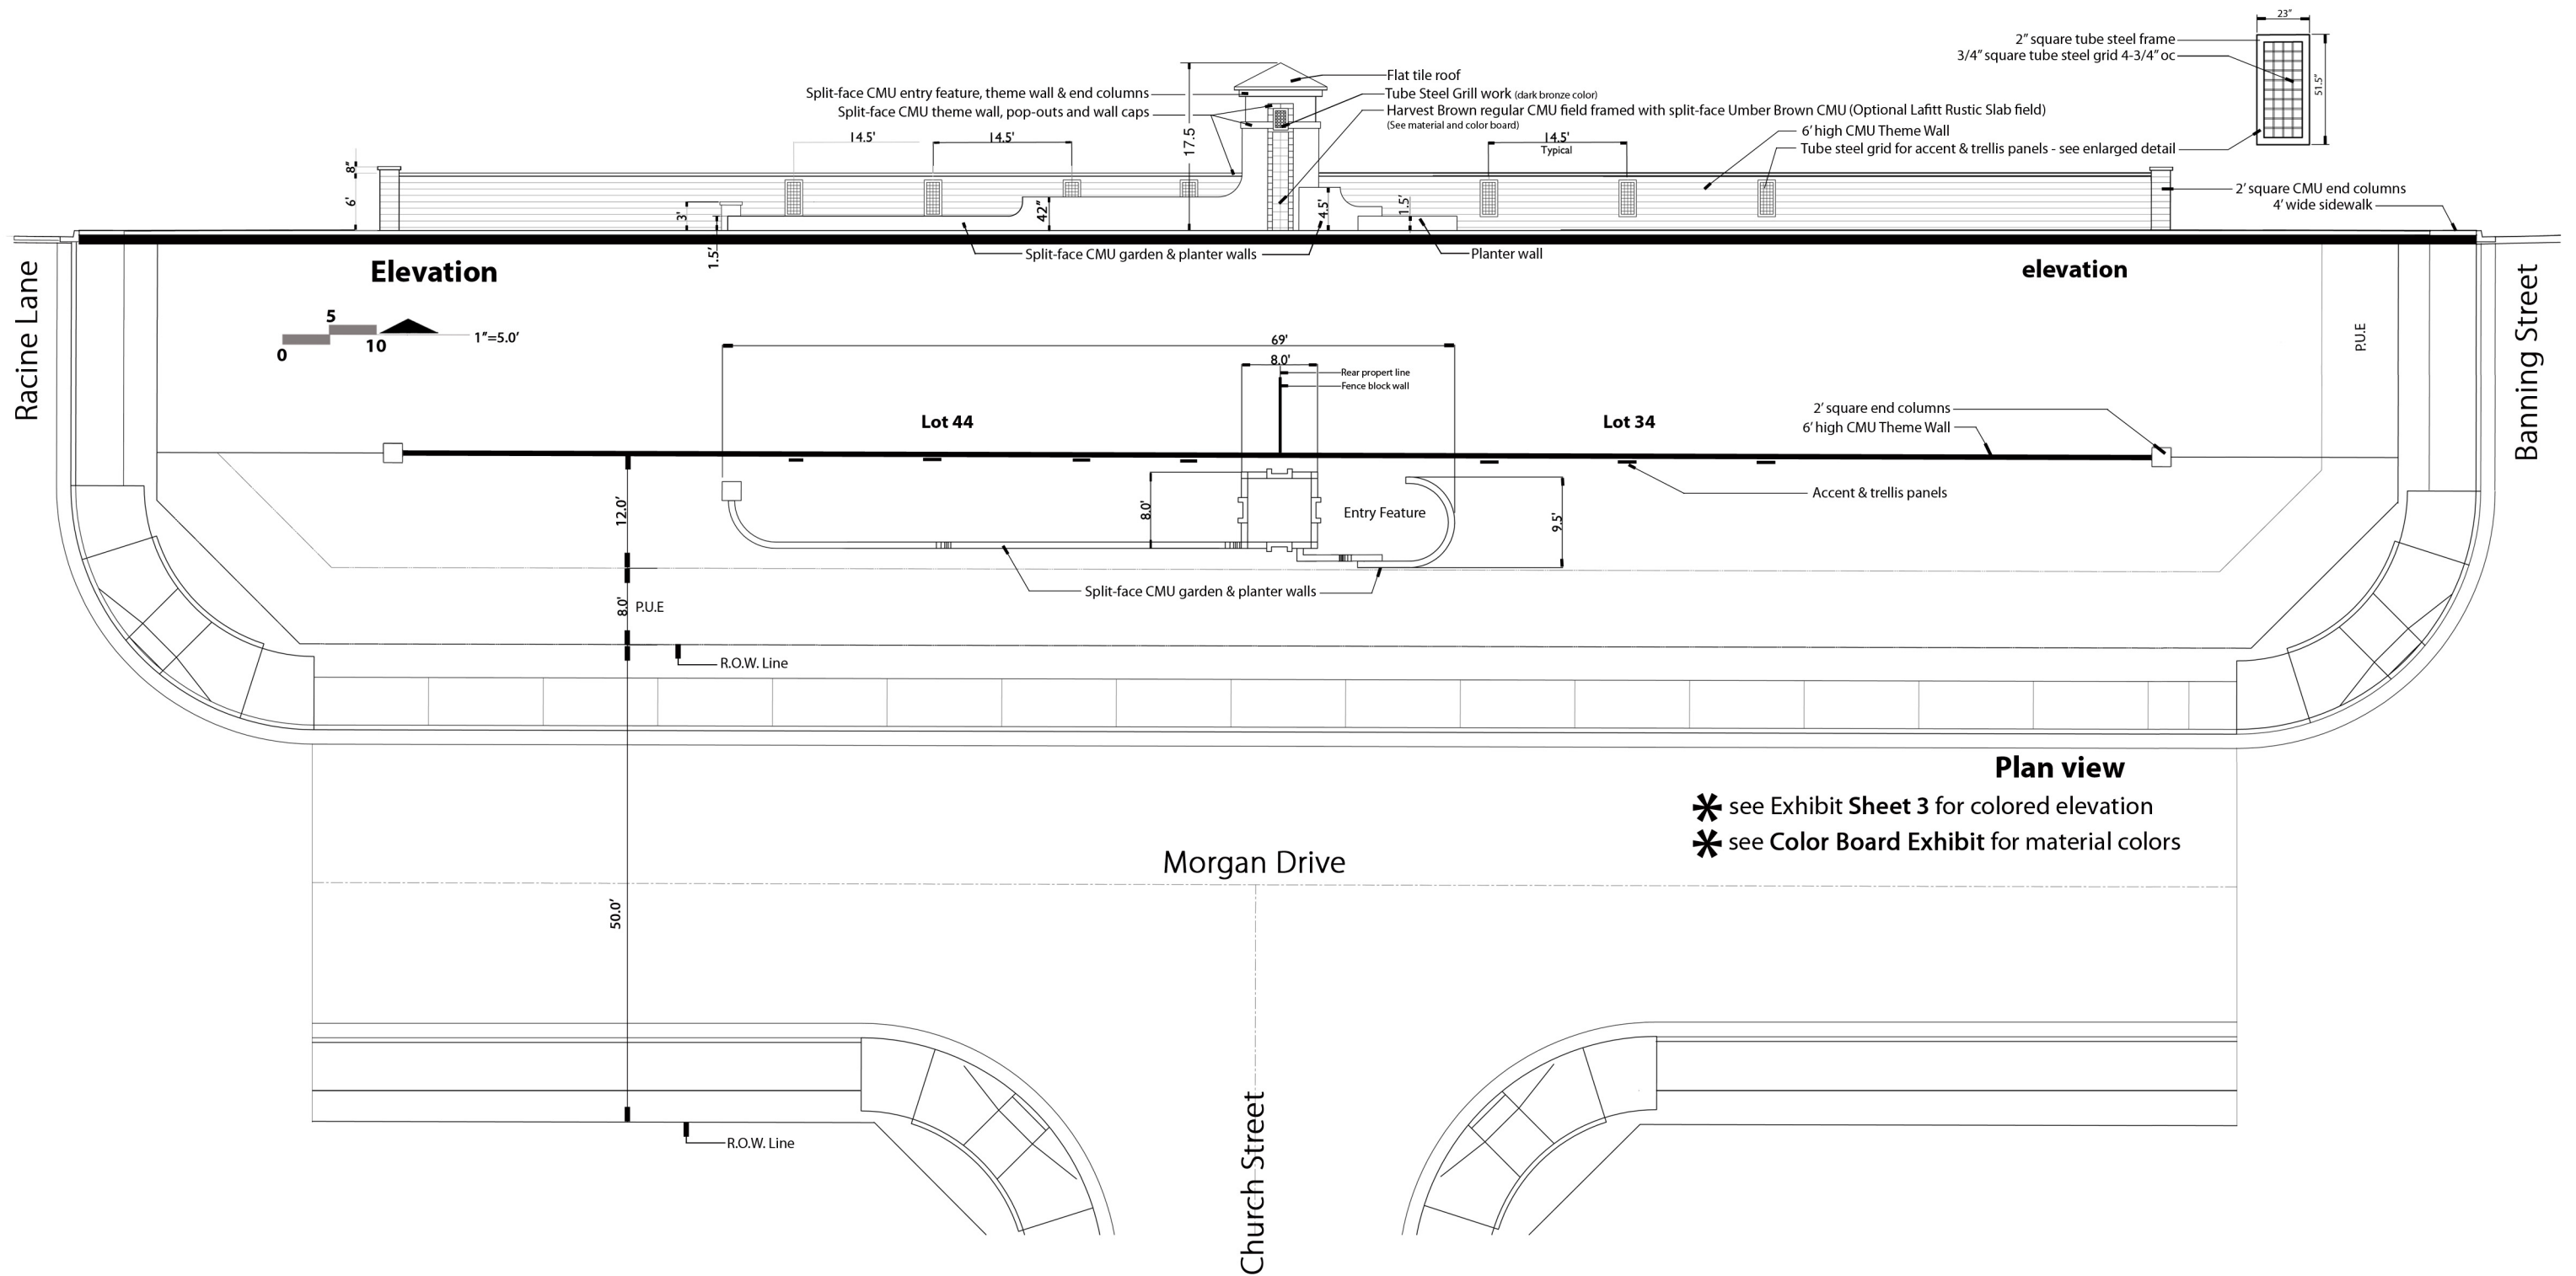 23"
2" square tube steel frame
3/4" square tube steel grid 4-3/4" oc
51.5"
Flat tile roof
Split-face CMU entry feature, theme wall & end columns
Tube Steel Grill work (dark bronze color)
Split-face CMU theme wall, pop-outs and wall caps
Harvest Brown regular CMU field framed with split-face Umber Brown CMU (Optional Lafitt Rustic Slab field)
(See material and color board)
17.5
14.5'
14.5'
14.5'
Typical
6' high CMU Theme Wall
Tube steel grid for accent & trellis panels - see enlarged detail
8"
6'
3'
1.5'
42"
4.5'
1.5'
2' square CMU end columns
4' wide sidewalk
Split-face CMU garden & planter walls
Planter wall
Elevation
elevation
Racine Lane
Banning Street
P.U.E
0
5
10
1"=5.0'
69'
8.0'
Rear propert line
Fence block wall
Lot 44
Lot 34
2' square end columns
6' high CMU Theme Wall
12.0'
8.0'
Entry Feature
9.5'
Accent & trellis panels
Split-face CMU garden & planter walls
8.0'
P.U.E
R.O.W. Line
Plan view
see Exhibit Sheet 3 for colored elevation
see Color Board Exhibit for material colors
Morgan Drive
50.0'
Church Street
R.O.W. Line